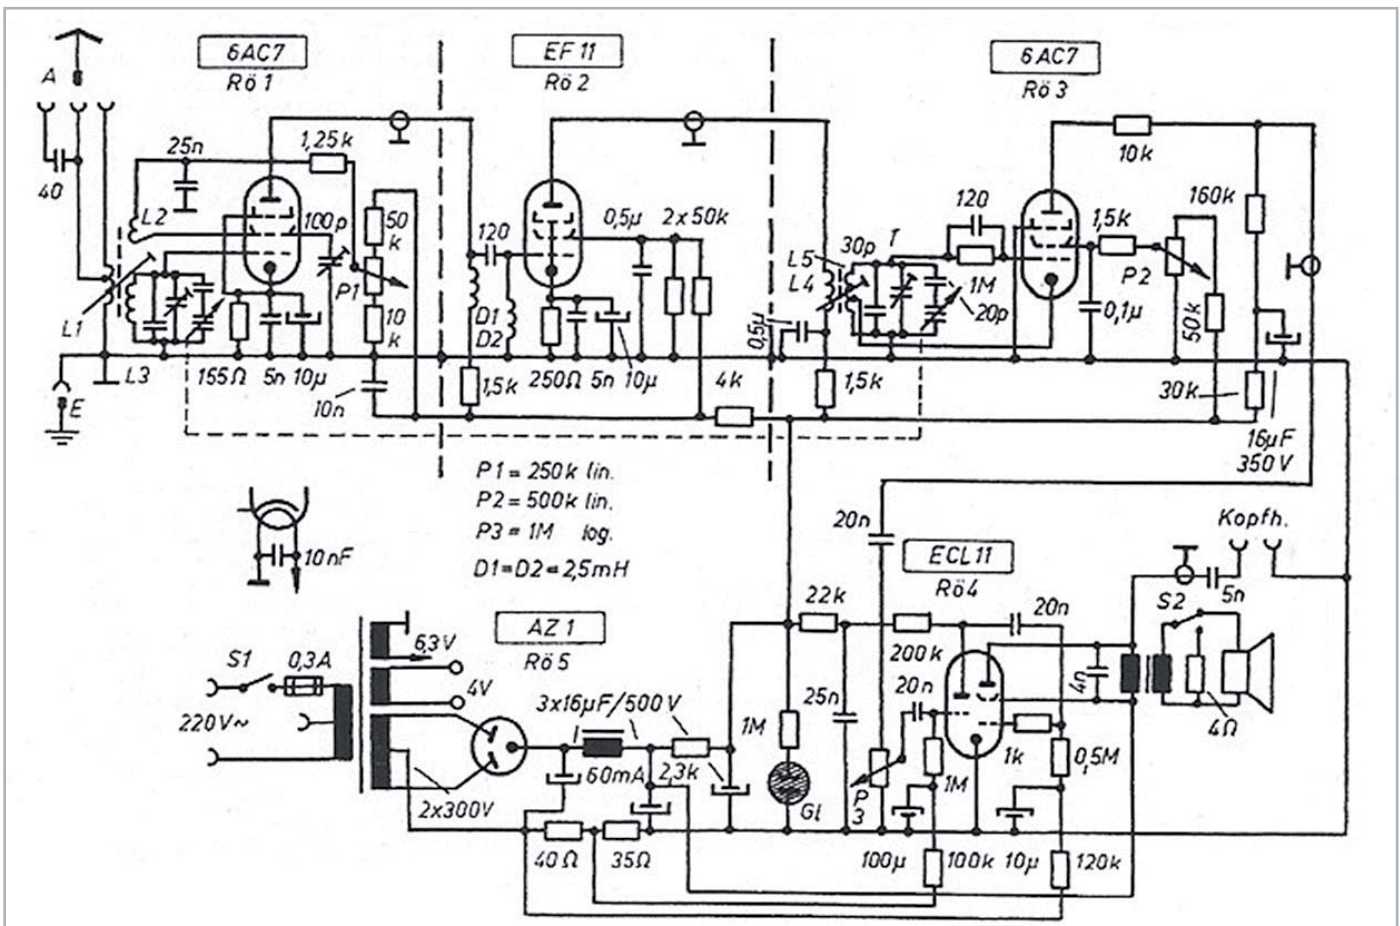 6AC7
Rö 1
EF 11
Rö 2
6AC7
Rö 3
A
40
25n
1,25k
L2
100p
50
k
P1
10
k
L1
L3
155Ω
5n
10µ
10n
E
120
D1
D2
1,5k
0,5µ
2 x 50k
250Ω
5n
10µ
4k
L5
L4
30p
T
0,5µ
1,5k
120
1M
20p
10k
1,5k
P2
0,1µ
160k
50k
30k
16µF
350V
P1 = 250k lin.
P2 = 500k lin.
P3 = 1M log.
D1=D2=2,5mH
10nF
AZ 1
Rö 5
S1
0,3A
220V~
6,3V
4V
2x300V
3x16µF/500V
60mA
2,3k
40Ω
35Ω
1M
Gl
22k
25n
20n
ECL 11
Rö4
200k
20n
20n
P
3
1M
1k
0,5M
100µ
100k
10µ
120k
4n
Kopfh.
5n
S2
4Ω